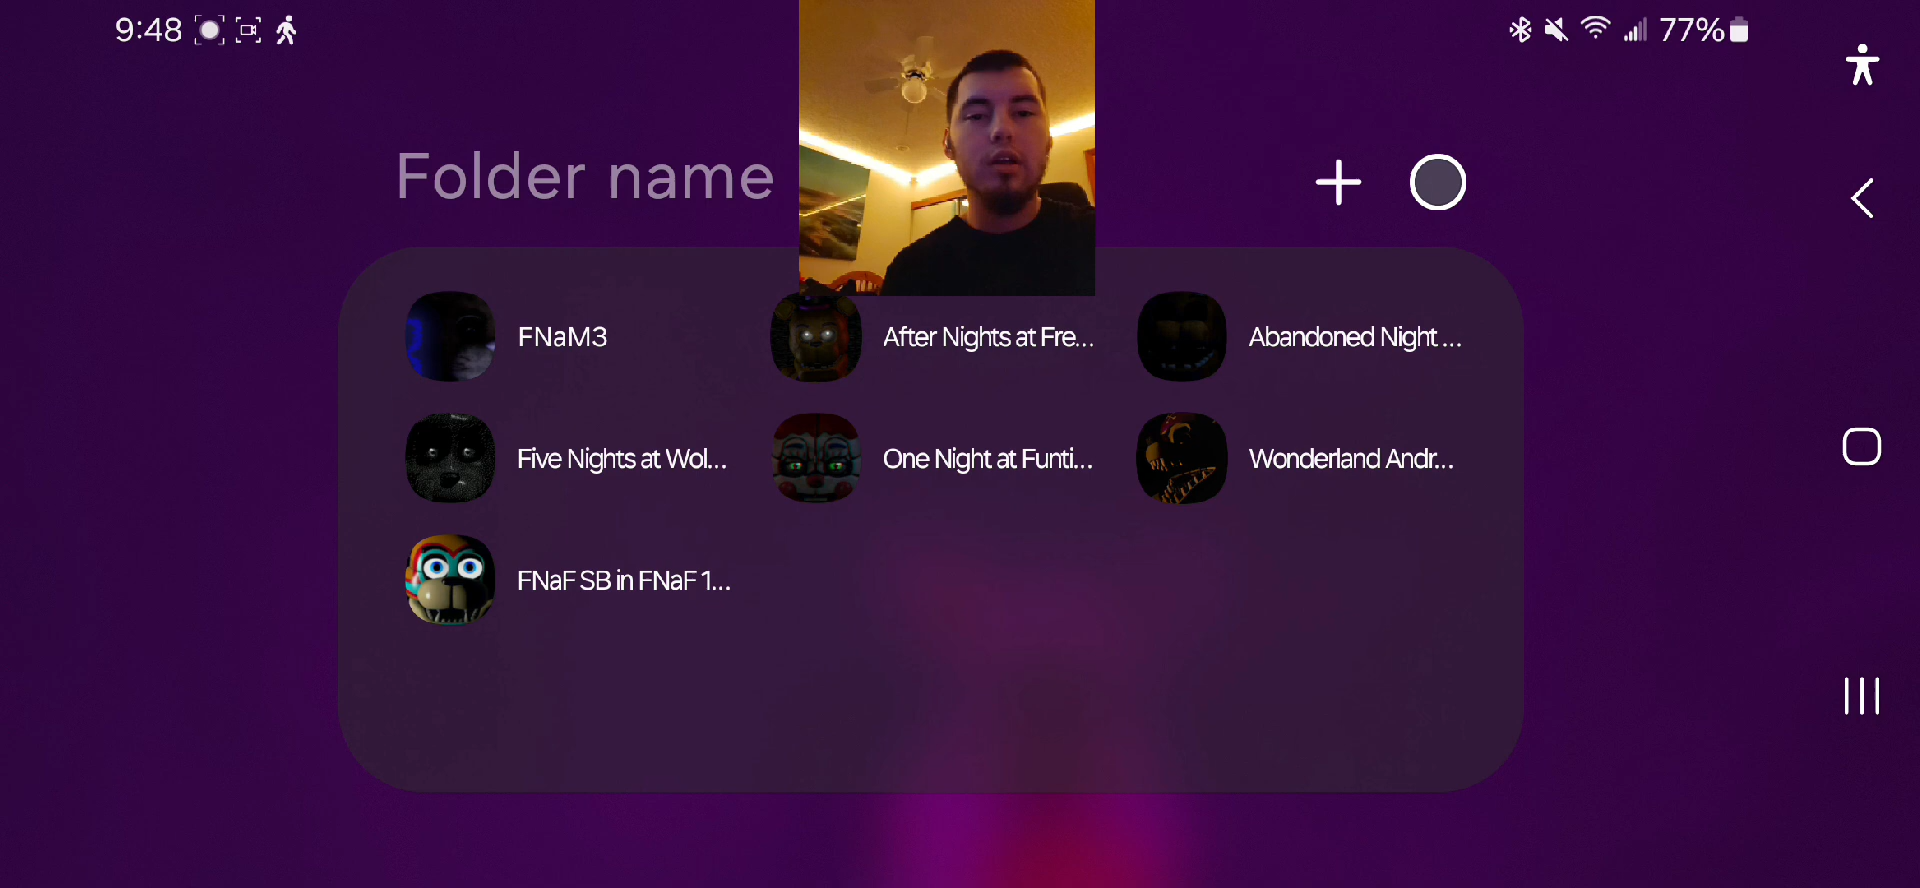 9:48
77%
Folder name
FNaM3
After Nights at Fre...
Abandoned Night ...
Five Nights at Wol...
One Night at Funti...
Wonderland Andr...
FNaF SB in FNaF 1...